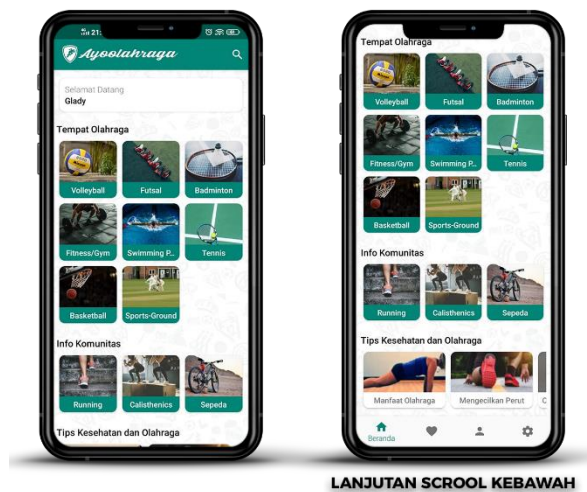 Ayoolahraga
Selamat Datang
Glady
Tempat Olahraga
Volleyball
Futsal
Badminton
Fitness/Gym
Swimming P...
Tennis
Basketball
Sports-Ground
Info Komunitas
Running
Calisthenics
Sepeda
Tips Kesehatan dan Olahraga
Tempat Olahraga
Volleyball
Futsal
Badminton
Fitness/Gym
Swimming P...
Tennis
Basketball
Sports-Ground
Info Komunitas
Running
Calisthenics
Sepeda
Tips Kesehatan dan Olahraga
Manfaat Olahraga
Mengecilkan Perut
Beranda
LANJUTAN SCROOL KEBAWAH